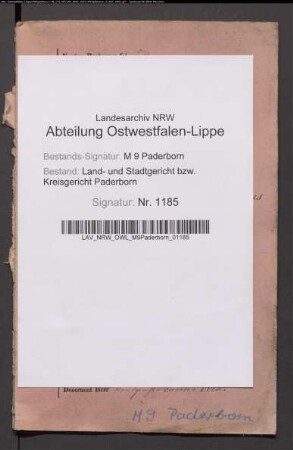 Landesarchiv NRW
Abteilung Ostwestfalen-Lippe
Bestands-Signatur: M 9 Paderborn
Bestand: Land- und Stadtgericht bzw.
Kreisgericht Paderborn
Signatur: Nr. 1185
LAV_NRW_OWL_M9Paderborn_01185
M 9 Paderborn